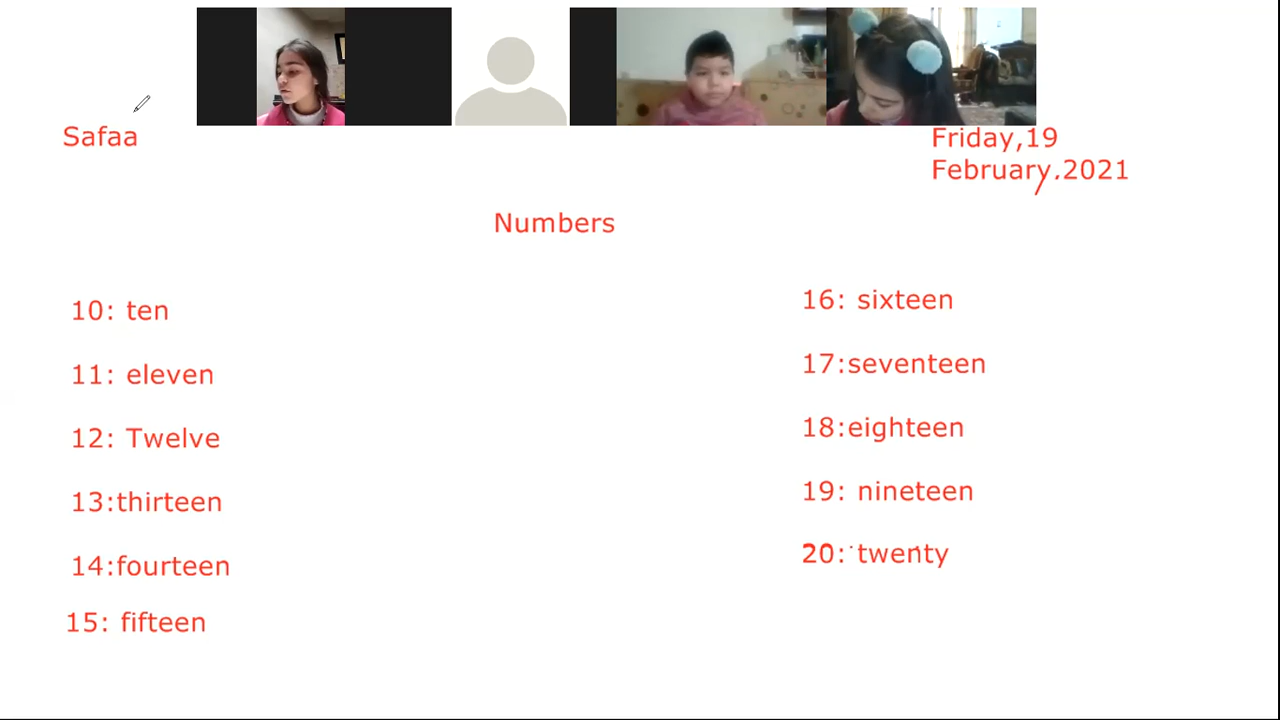 Safaa
Friday,19
February.2021
Numbers
10: ten
11: eleven
12: Twelve
13:thirteen
14:fourteen
15: fifteen
16: sixteen
17:seventeen
18:eighteen
19: nineteen
20: twenty